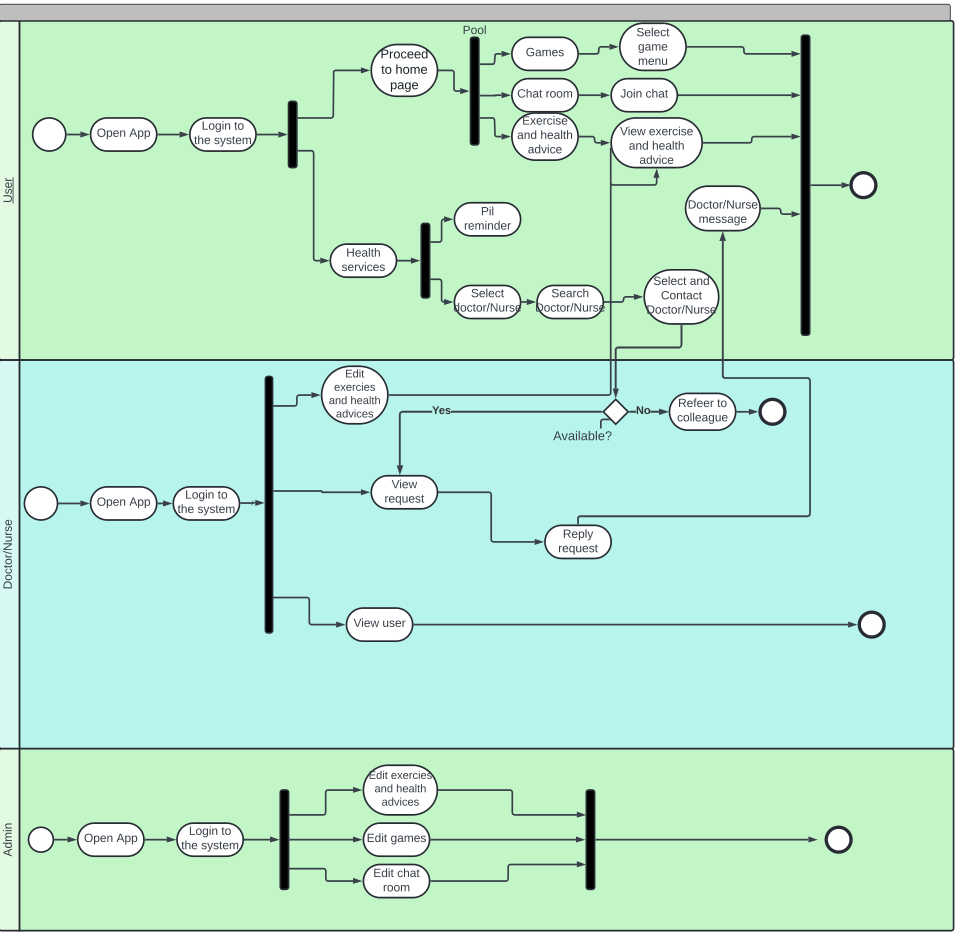 Pool
User
Open App
Login to
the system
Proceed
to home
page
Games
Select
game
menu
Chat room
Join chat
Exercise
and health
advice
View exercise
and health
advice
Doctor/Nurse
message
Health
services
Pil
reminder
Select
doctor/Nurse
Search
Doctor/Nurse
Select and
Contact
Doctor/Nurse
Doctor/Nurse
Open App
Login to
the system
Edit
exercies
and health
advices
Yes
No
Available?
Refeer to
colleague
View
request
Reply
request
View user
Admin
Open App
Login to
the system
Edit exercies
and health
advices
Edit games
Edit chat
room